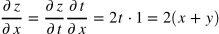 ∂z/∂x = ∂z/∂t ∂t/∂x = 2t · 1 = 2(x + y)